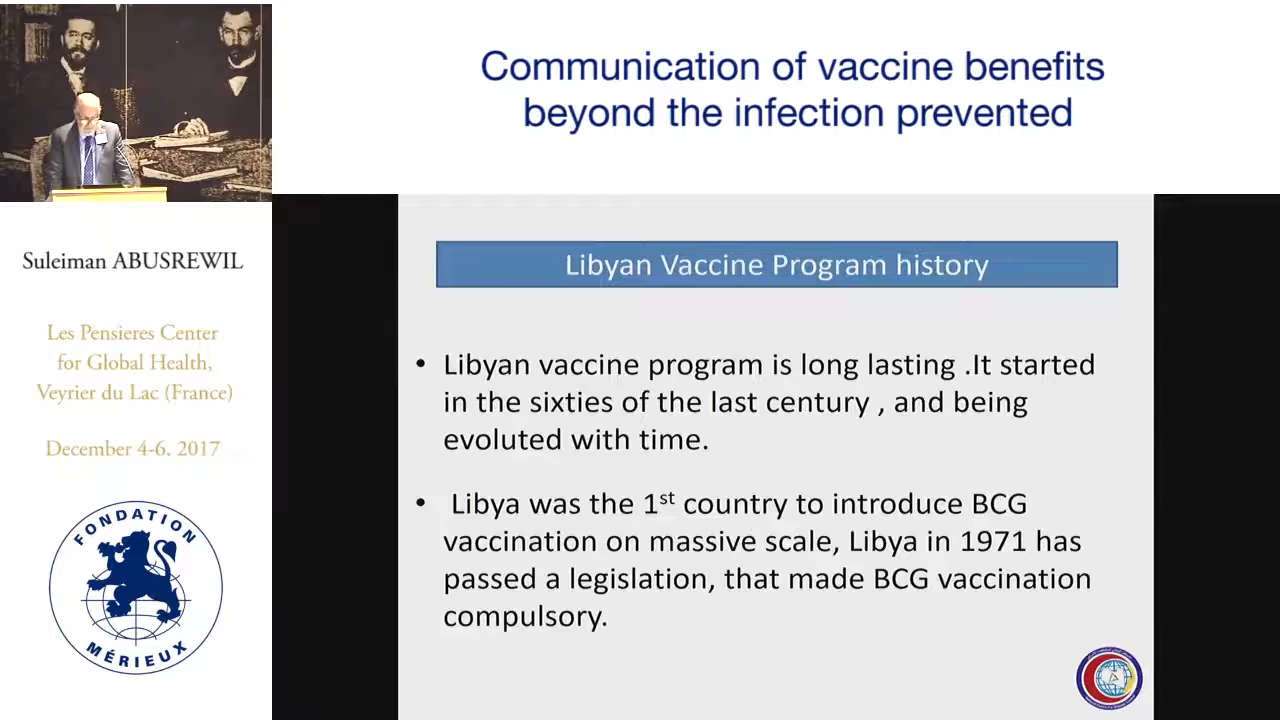 Communication of vaccine benefits
beyond the infection prevented
Suleiman ABUSREWIL
Les Pensieres Center
for Global Health,
Veyrier du Lac (France)
December 4-6, 2017
FONDATION
MÉRIEUX
Libyan Vaccine Program history
• Libyan vaccine program is long lasting .It started
in the sixties of the last century , and being
evoluted with time.
• Libya was the 1st country to introduce BCG
vaccination on massive scale, Libya in 1971 has
passed a legislation, that made BCG vaccination
compulsory.